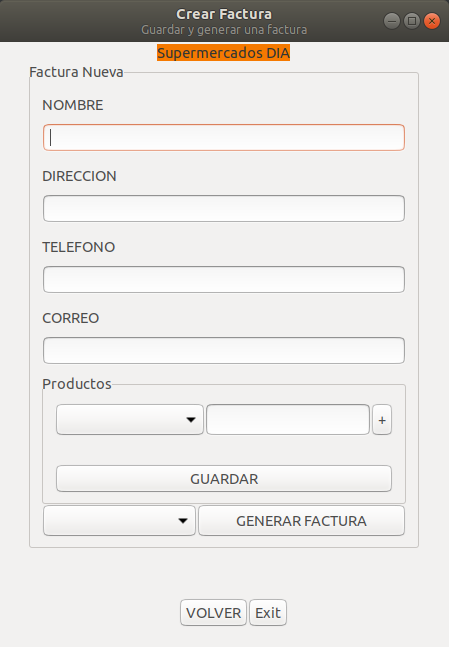 Crear Factura
Guardar y generar una factura
Supermercados DIA
Factura Nueva
NOMBRE
DIRECCION
TELEFONO
CORREO
Productos
+
GUARDAR
GENERAR FACTURA
VOLVER Exit